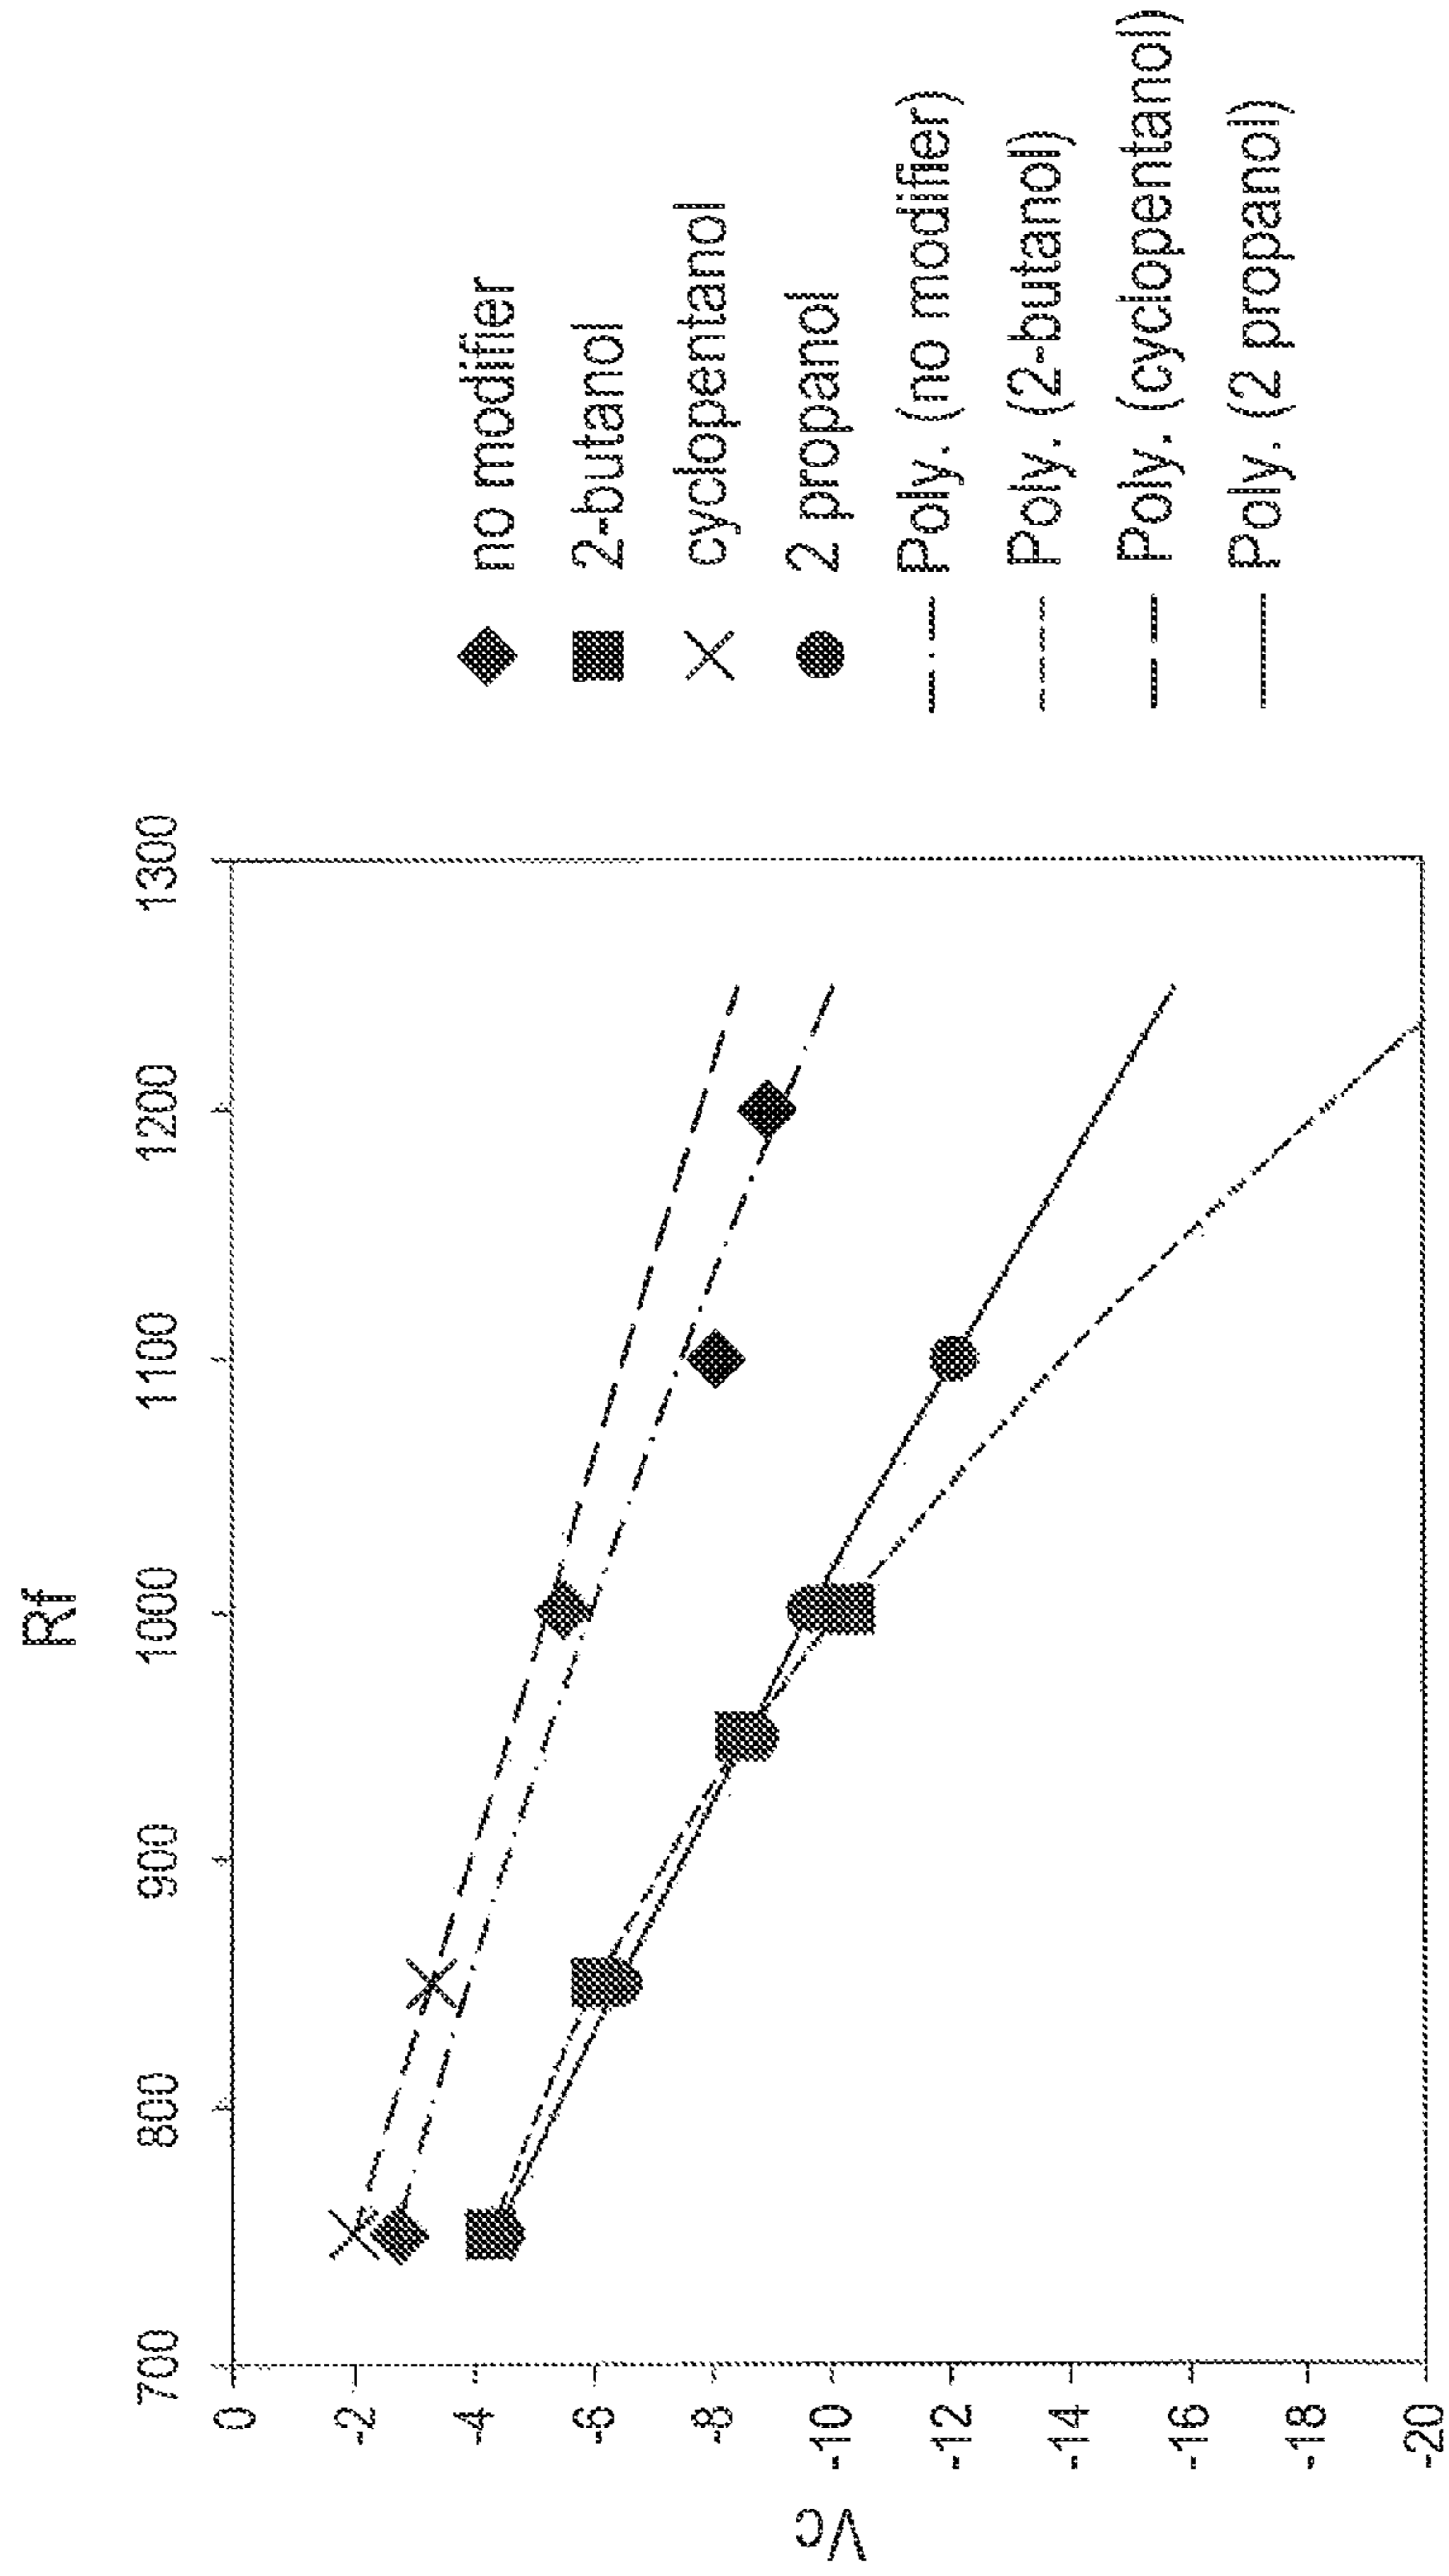 Rf
700 800 900 1000 1100 1200 1300
0
-2
-4
-6
-8
-10
-12
-14
-16
-18
-20
Vc
no modifier
2-butanol
cyclopentanol
2 propanol
Poly. (no modifier)
Poly. (2-butanol)
Poly. (cyclopentanol)
Poly. (2 propanol)